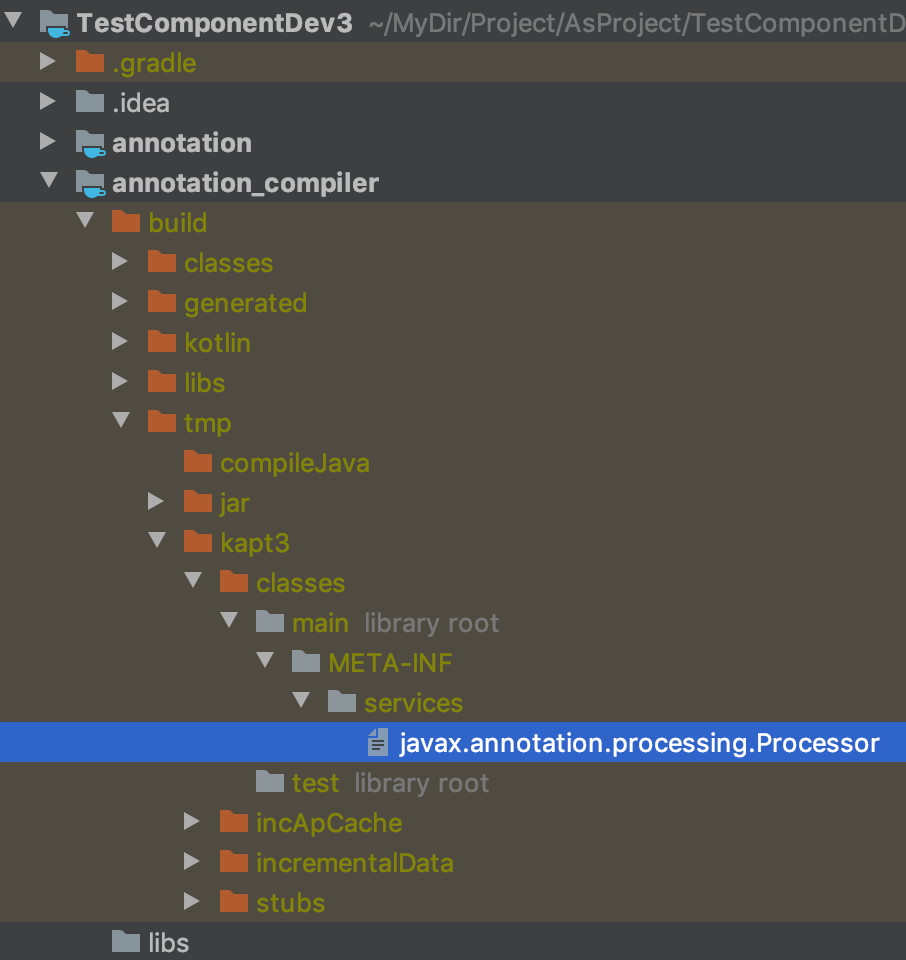 TestComponentDev3 ~/MyDir/Project/AsProject/TestComponentD
.gradle
.idea
annotation
annotation_compiler
build
classes
generated
kotlin
libs
tmp
compileJava
jar
kapt3
classes
main library root
META-INF
services
javax.annotation.processing.Processor
test library root
incApCache
incrementalData
stubs
libs